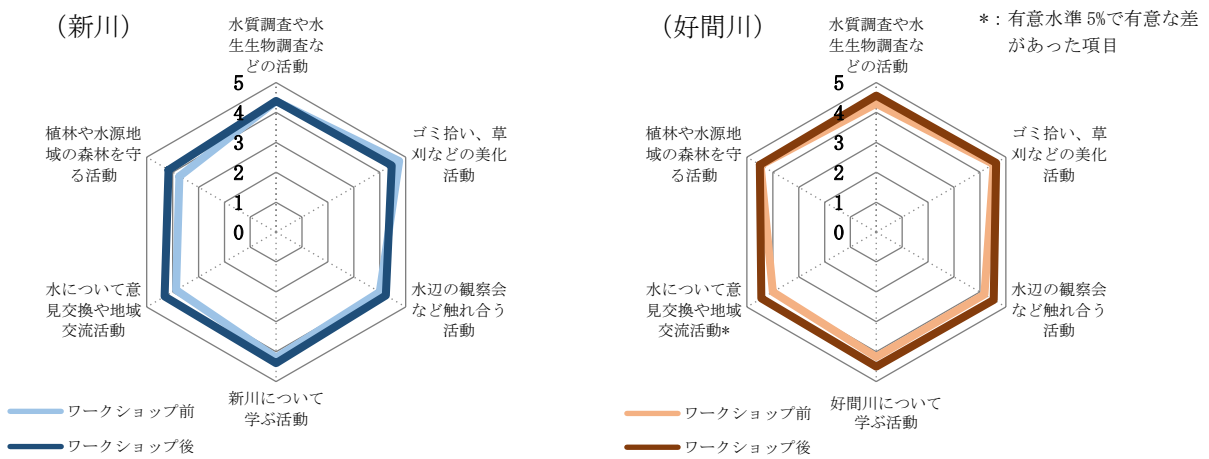 （新川）
水質調査や水
生生物調査な
どの活動
5
4
3
2
1
0
ゴミ拾い、草
刈などの美化
活動
水辺の観察会
など触れ合う
活動
新川について
学ぶ活動
水について意
見交換や地域
交流活動
植林や水源地
域の森林を守
る活動
ワークショップ前
ワークショップ後
（好間川）
水質調査や水
生生物調査な
どの活動
5
4
3
2
1
0
ゴミ拾い、草
刈などの美化
活動
水辺の観察会
など触れ合う
活動
好間川について
学ぶ活動
水について意
見交換や地域
交流活動*
植林や水源地
域の森林を守
る活動
ワークショップ前
ワークショップ後
*：有意水準 5%で有意な差
があった項目